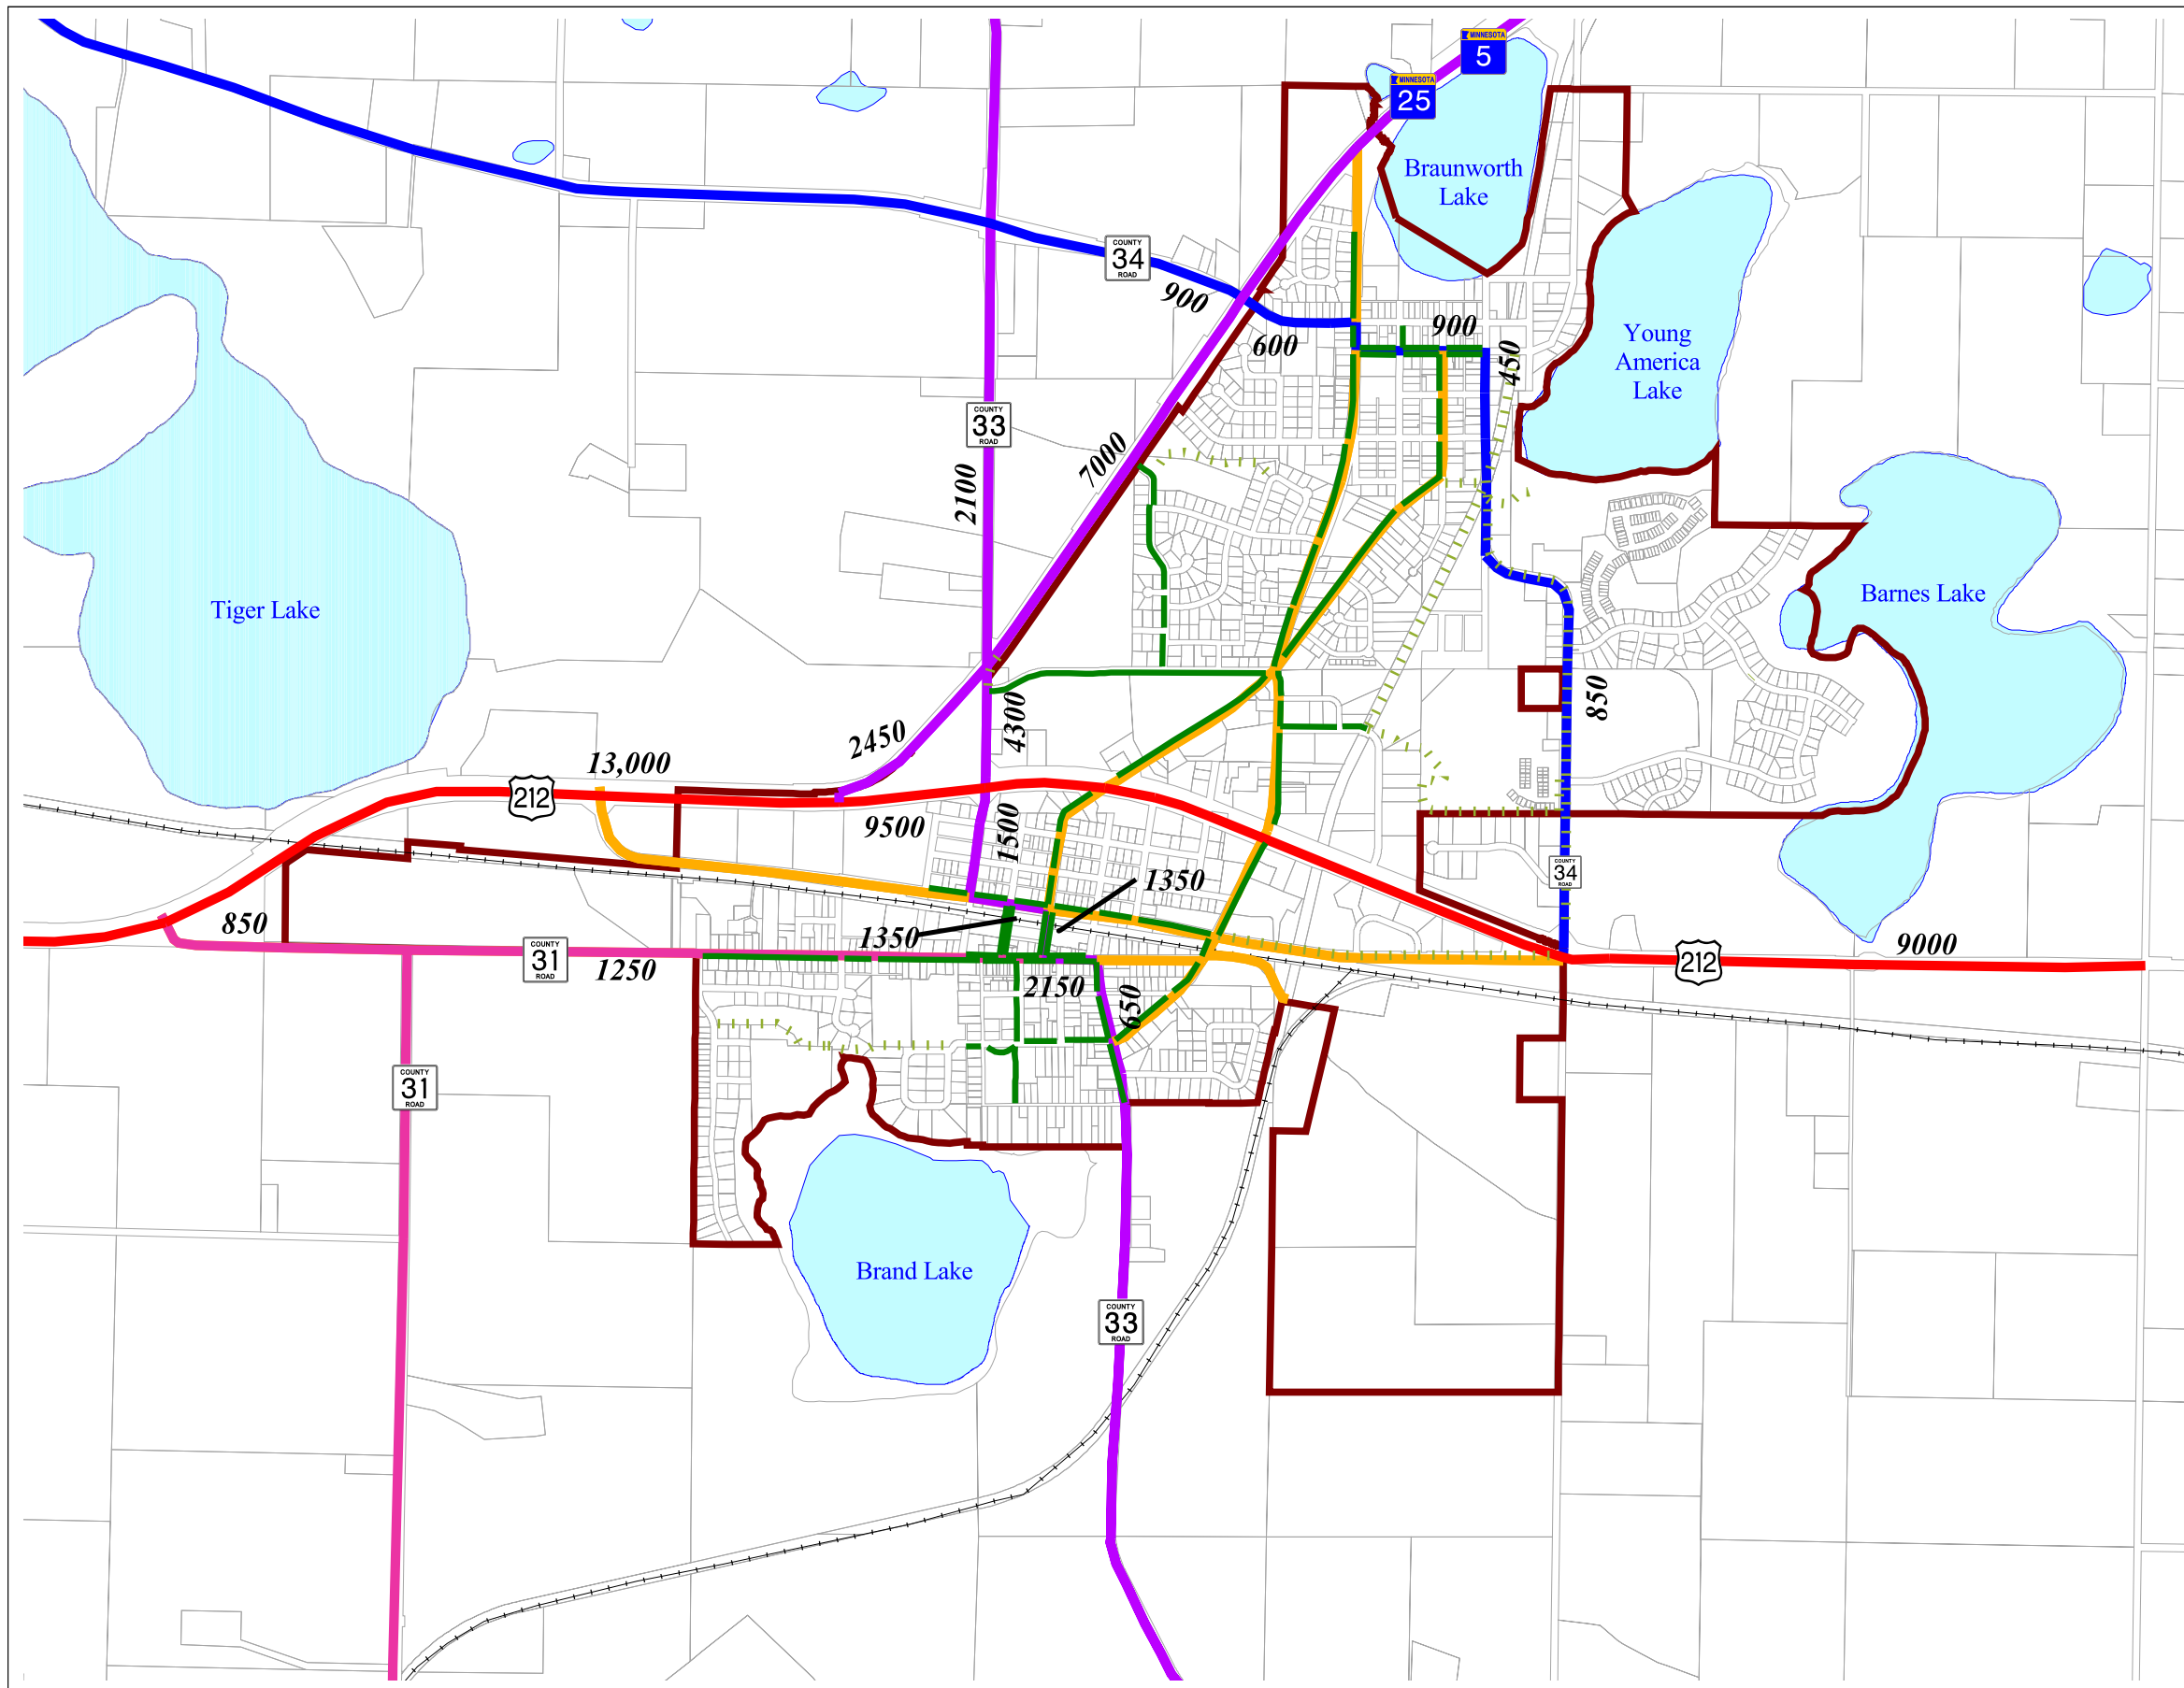 MINNESOTA
5
MINNESOTA
25
Braunworth
Lake
COUNTY
34
ROAD
900
600
900
450
Young
America
Lake
COUNTY
33
ROAD
7000
2100
Tiger Lake
Barnes Lake
850
4300
2450
13,000
212
9500
1500
1350
COUNTY
34
ROAD
850
1350
COUNTY
31
ROAD
1250
2150
650
212
9000
COUNTY
31
ROAD
Brand Lake
COUNTY
33
ROAD